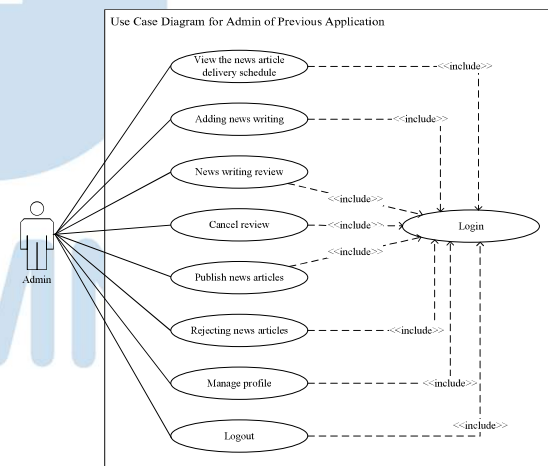 Use Case Diagram for Admin of Previous Application
View the news article
delivery schedule
<<include>>
Adding news writing
<<include>>
News writing review
<<include>>
Cancel review
<<include>>
Login
<<include>>
Publish news articles
Admin
Rejecting news articles
<<include>>
Manage profile
<<include>>
<<include>>
Logout